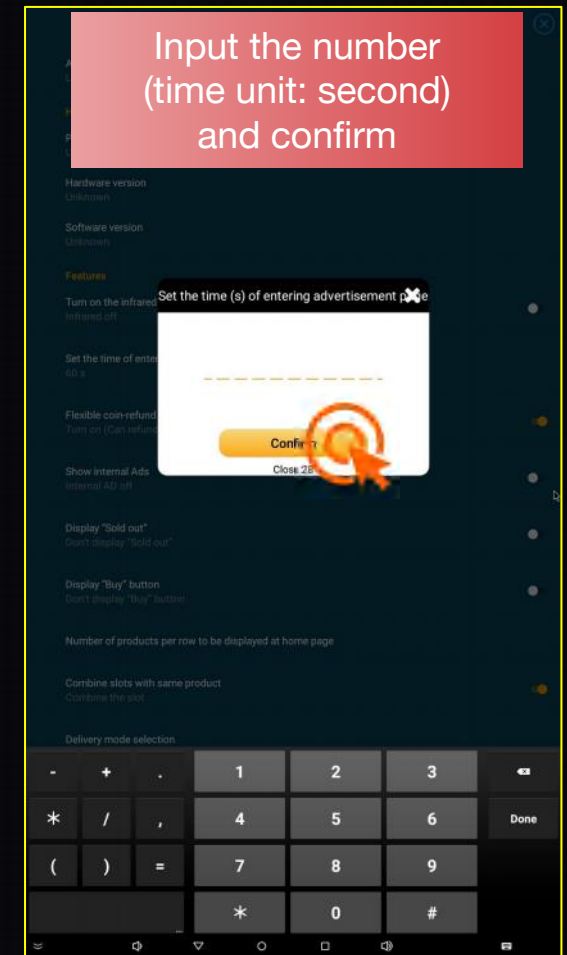 Input the number
(time unit: second)
and confirm
Hardware version
Unknown
Software version
Unknown
Features
Turn on the infrared
Infrared off
Set the time (s) of entering advertisement page
Set the time of ente
60 s
Flexible coin-refund
Turn on (Can refund
Confirm
Close 28
Show internal Ads
Internal AD off
Display "Sold out"
Don't display "Sold out"
Display "Buy" button
Don't display "Buy" button
Number of products per row to be displayed at home page
Combine slots with same product
Combine the slot
Delivery mode selection
- + . 1 2 3
* / , 4 5 6 Done
( ) = 7 8 9
* 0 #